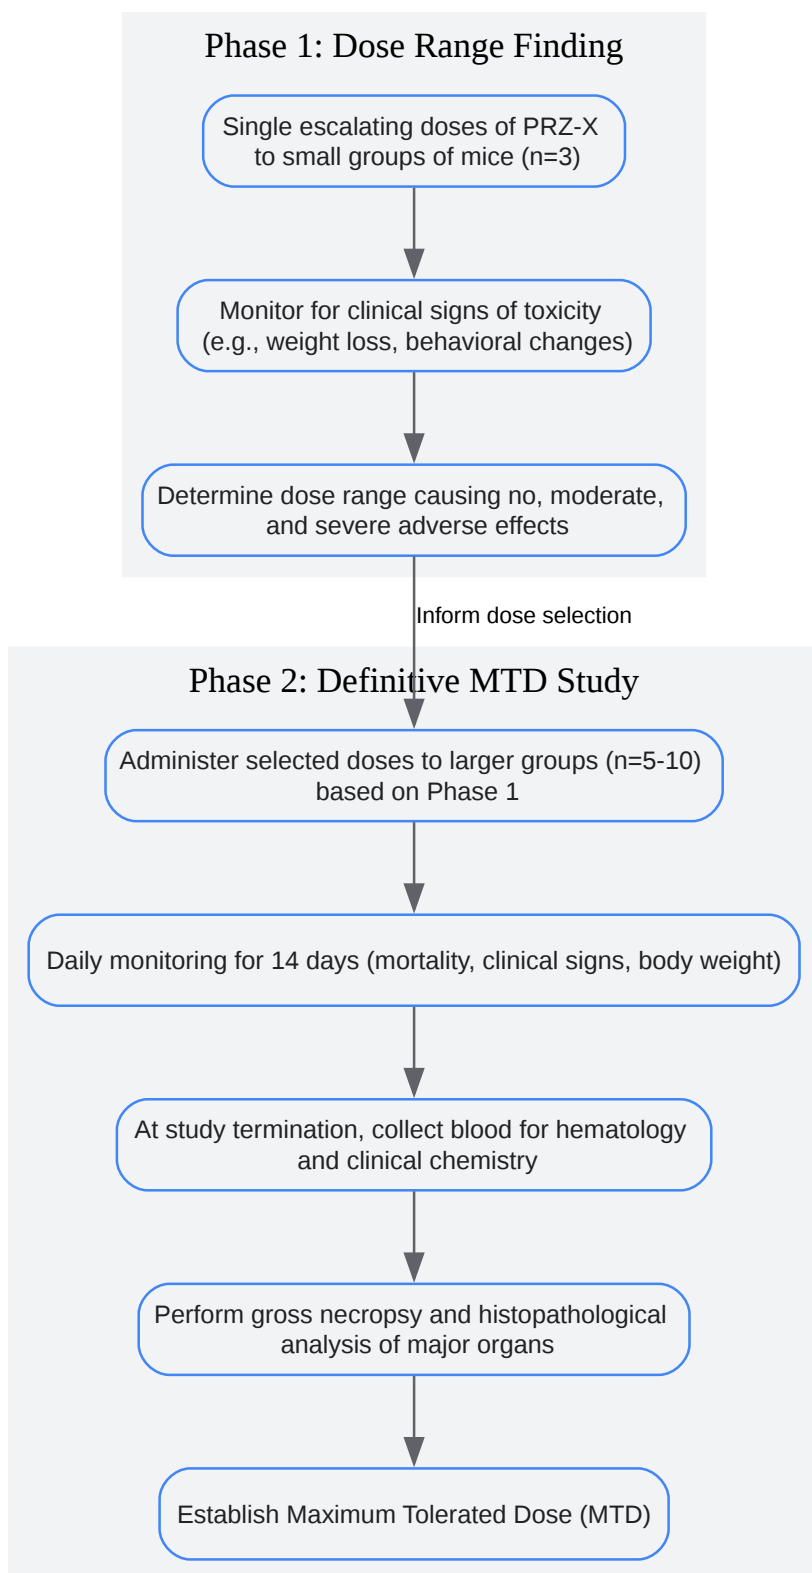 Phase 1: Dose Range Finding
Single escalating doses of PRZ-X
to small groups of mice (n=3)
Monitor for clinical signs of toxicity
(e.g., weight loss, behavioral changes)
Determine dose range causing no, moderate,
and severe adverse effects
Inform dose selection
Phase 2: Definitive MTD Study
Administer selected doses to larger groups (n=5-10)
based on Phase 1
Daily monitoring for 14 days (mortality, clinical signs, body weight)
At study termination, collect blood for hematology
and clinical chemistry
Perform gross necropsy and histopathological
analysis of major organs
Establish Maximum Tolerated Dose (MTD)